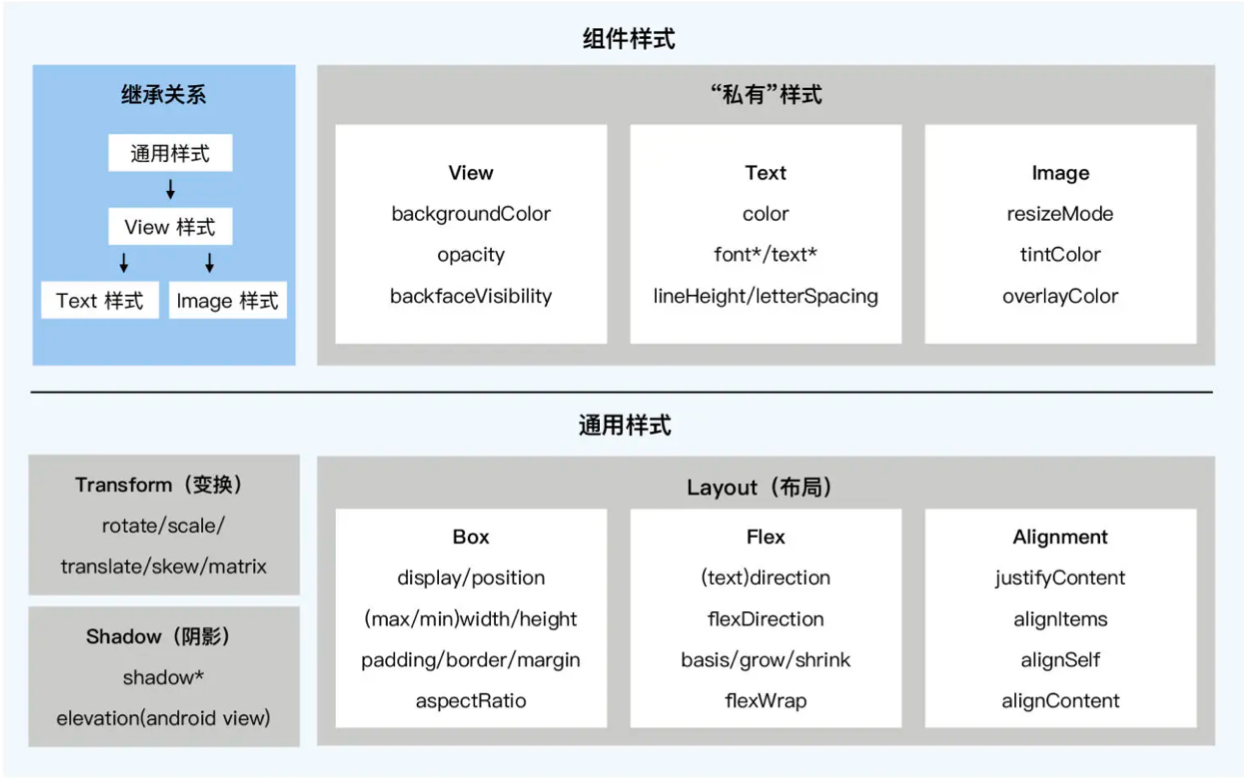 组件样式
继承关系
通用样式
View 样式
Text 样式
Image 样式
“私有”样式
View
backgroundColor
opacity
backfaceVisibility
Text
color
font*/text*
lineHeight/letterSpacing
Image
resizeMode
tintColor
overlayColor
通用样式
Transform（变换）
rotate/scale/
translate/skew/matrix
Shadow（阴影）
shadow*
elevation(android view)
Layout（布局）
Box
display/position
(max/min)width/height
padding/border/margin
aspectRatio
Flex
(text)direction
flexDirection
basis/grow/shrink
flexWrap
Alignment
justifyContent
alignItems
alignSelf
alignContent